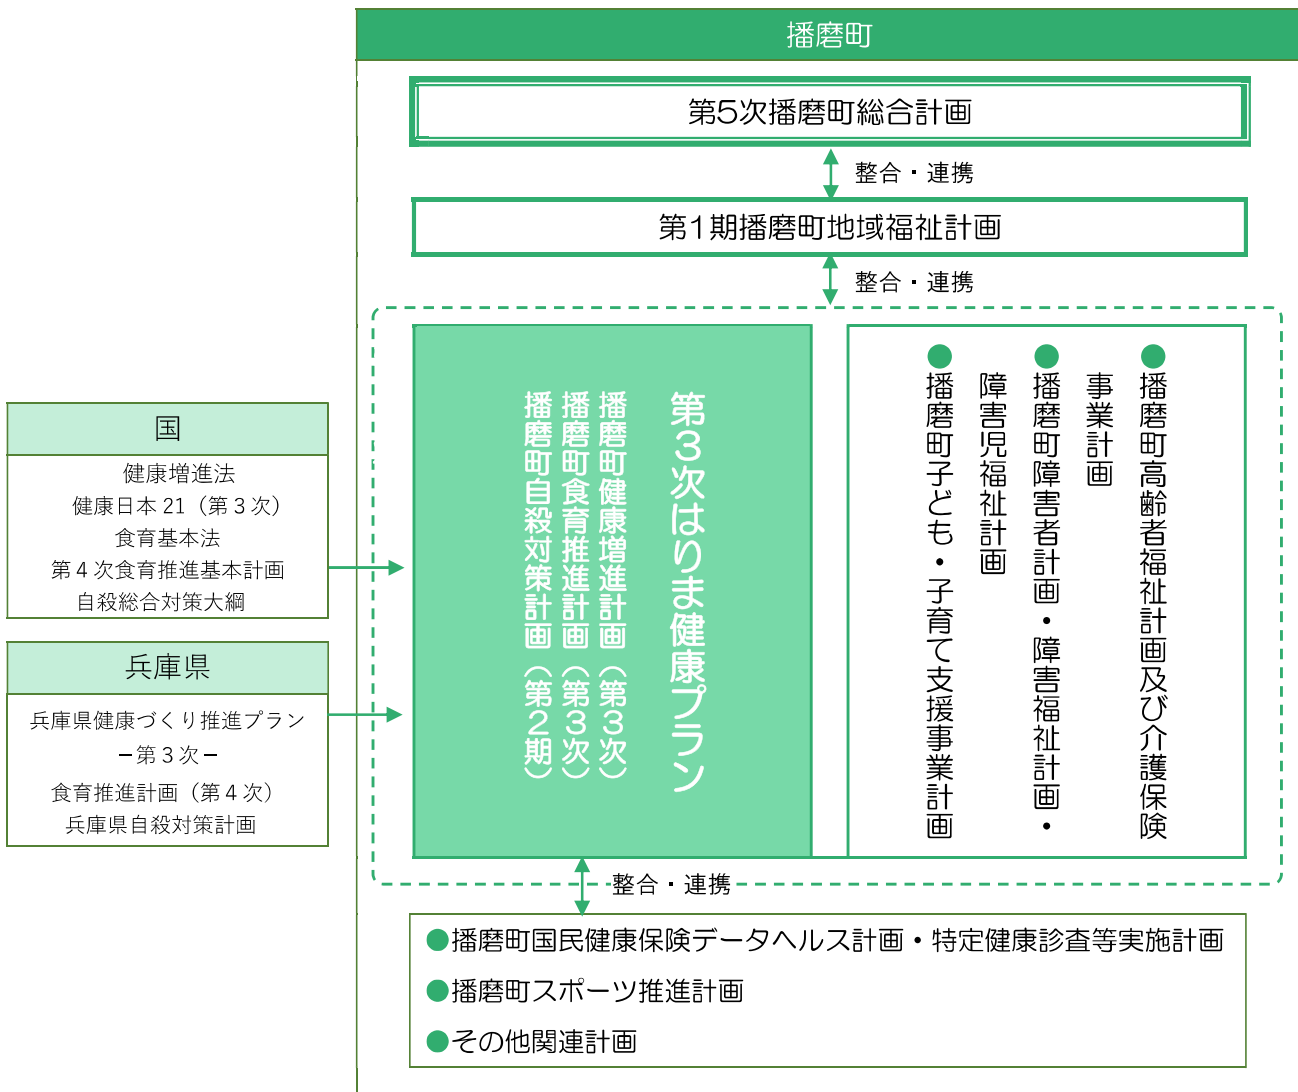 播磨町
第5次播磨町総合計画
整合・連携
第1期播磨町地域福祉計画
整合・連携
国
健康増進法
健康日本21（第3次）
食育基本法
第4次食育推進基本計画
自殺総合対策大綱
兵庫県
兵庫県健康づくり推進プラン
－第3次－
食育推進計画（第4次）
兵庫県自殺対策計画
第3次はりま健康プラン
播磨町健康増進計画（第3次）
播磨町食育推進計画（第3次）
播磨町自殺対策計画（第2期）
●播磨町高齢者福祉計画及び介護保険
事業計画
●播磨町障害者計画・障害福祉計画・
障害児福祉計画
●播磨町子ども・子育て支援事業計画
整合・連携
●播磨町国民健康保険データヘルス計画・特定健康診査等実施計画
●播磨町スポーツ推進計画
●その他関連計画